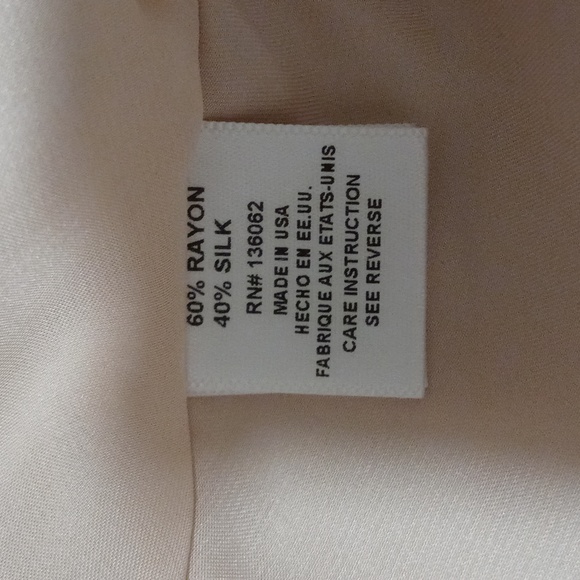 60% RAYON
40% SILK
RN# 136062
MADE IN USA
HECHO EN EE.UU.
FABRIQUE AUX ETATS-UNIS
CARE INSTRUCTION
SEE REVERSE